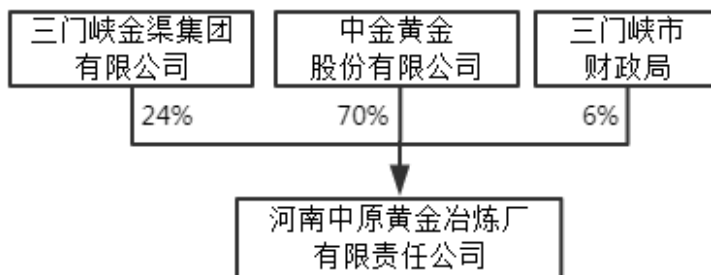 三门峡金渠集团
有限公司
中金黄金
股份有限公司
三门峡市
财政局
24%
70%
6%
河南中原黄金冶炼厂
有限责任公司